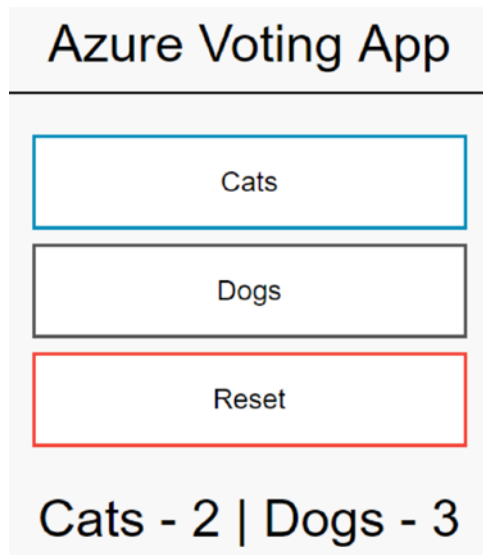 Azure Voting App
Cats
Dogs
Reset
Cats - 2 | Dogs - 3